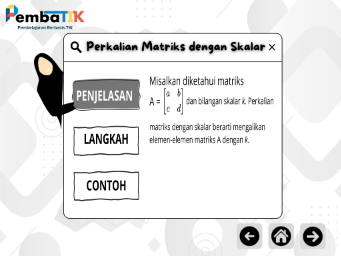 PembaTIK
Pembelajaran Berbasis TIK
Perkalian Matriks dengan Skalar
PENJELASAN
Misalkan diketahui matriks
A = [a b
c d] dan bilangan skalar k. Perkalian
matriks dengan skalar berarti mengalikan
elemen-elemen matriks A dengan k.
LANGKAH
CONTOH